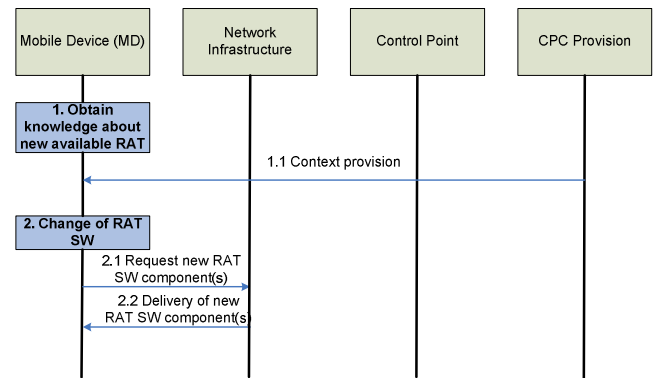 Mobile Device (MD)
Network
Infrastructure
Control Point
CPC Provision
1. Obtain
knowledge about
new available RAT
1.1 Context provision
2. Change of RAT
SW
2.1 Request new RAT
SW component(s)
2.2 Delivery of new
RAT SW component(s)